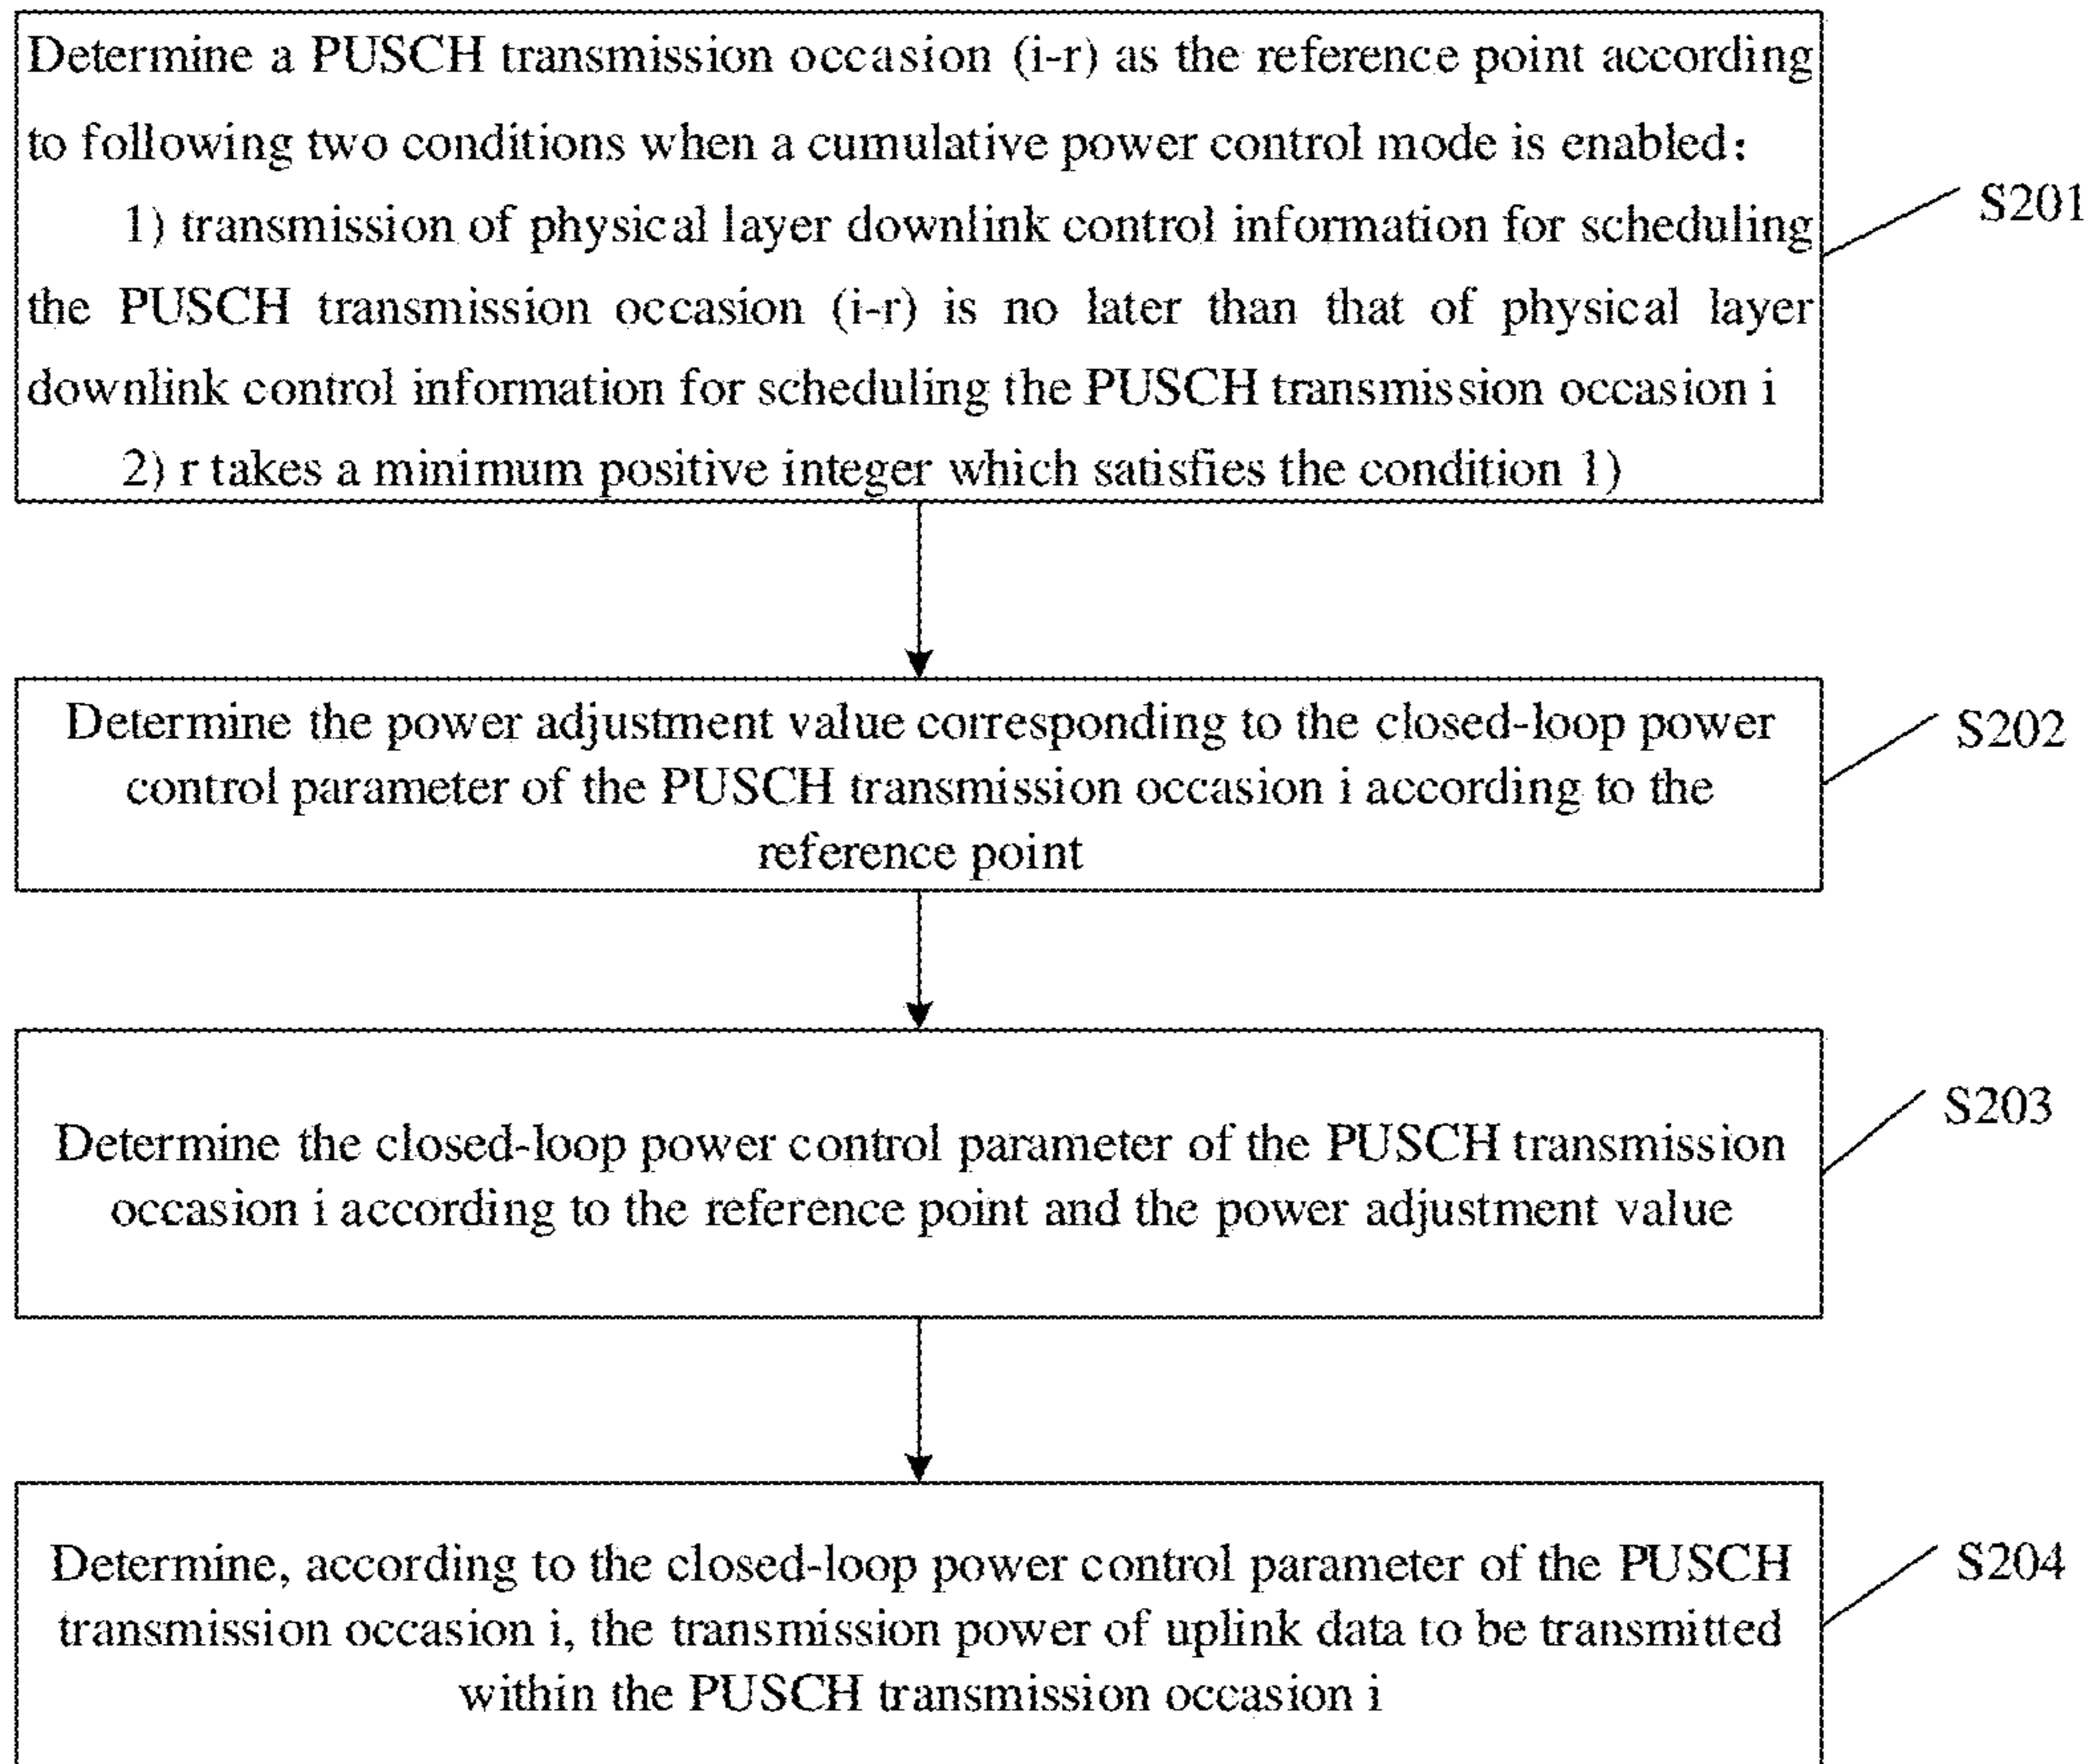 Determine a PUSCH transmission occasion (i-r) as the reference point according
to following two conditions when a cumulative power control mode is enabled:
1) transmission of physical layer downlink control information for scheduling
the PUSCH transmission occasion (i-r) is no later than that of physical layer
downlink control information for scheduling the PUSCH transmission occasion i
2) r takes a minimum positive integer which satisfies the condition 1)
S201
Determine the power adjustment value corresponding to the closed-loop power
control parameter of the PUSCH transmission occasion i according to the
reference point
S202
Determine the closed-loop power control parameter of the PUSCH transmission
occasion i according to the reference point and the power adjustment value
S203
Determine, according to the closed-loop power control parameter of the PUSCH
transmission occasion i, the transmission power of uplink data to be transmitted
within the PUSCH transmission occasion i
S204